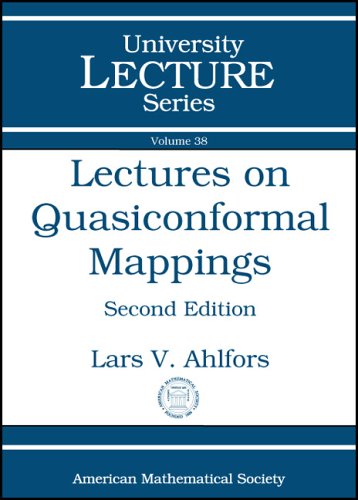 University
LECTURE
Series
Volume 38
Lectures on
Quasiconformal
Mappings
Second Edition
Lars V. Ahlfors
American Mathematical Society